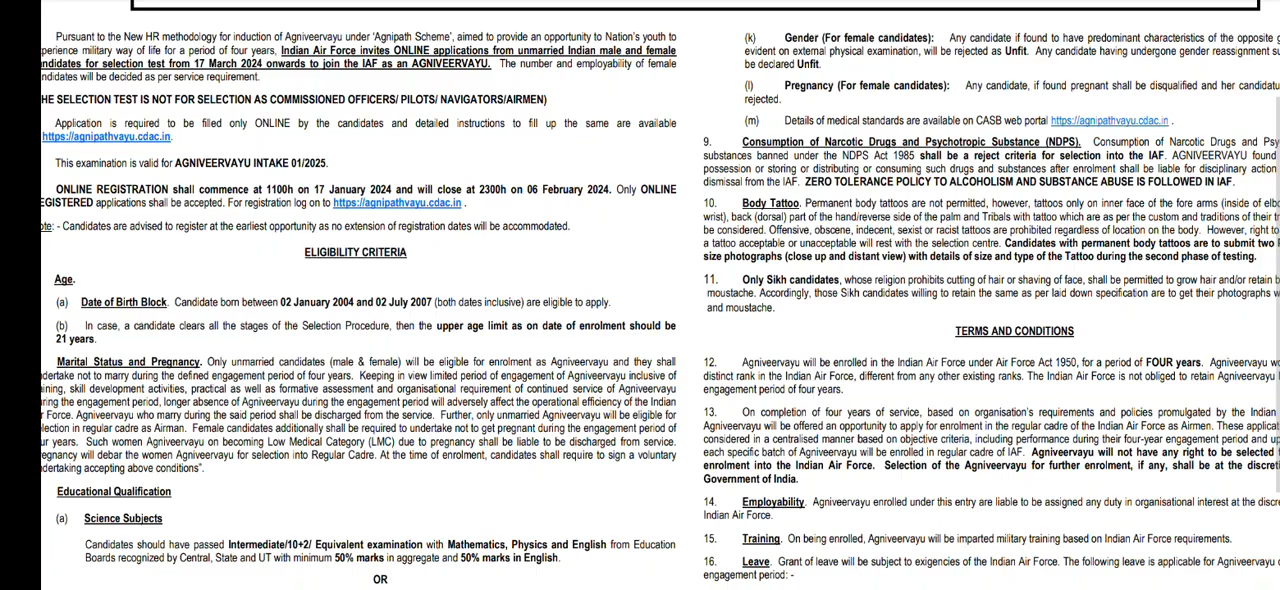 Pursuant to the New HR methodology for induction of Agniveervayu under 'Agnipath Scheme', aimed to provide an opportunity to Nation's youth to
perience military way of life for a period of four years, Indian Air Force invites ONLINE applications from unmarried Indian male and female
ndidates for selection test from 17 March 2024 onwards to join the IAF as an AGNIVEERVAYU. The number and employability of female
ndidates will be decided as per service requirement.
HE SELECTION TEST IS NOT FOR SELECTION AS COMMISSIONED OFFICERS/ PILOTS/ NAVIGATORS/AIRMEN)
Application is required to be filled only ONLINE by the candidates and detailed instructions to fill up the same are available
https://agnipathvayu.cdac.in.
This examination is valid for AGNIVEERVAYU INTAKE 01/2025.
ONLINE REGISTRATION shall commence at 1100h on 17 January 2024 and will close at 2300h on 06 February 2024. Only ONLINE
EGISTERED applications shall be accepted. For registration log on to https://agnipathvayu.cdac.in .
te: - Candidates are advised to register at the earliest opportunity as no extension of registration dates will be accommodated.
ELIGIBILITY CRITERIA
Age.
(a) Date of Birth Block. Candidate born between 02 January 2004 and 02 July 2007 (both dates inclusive) are eligible to apply.
(b) In case, a candidate clears all the stages of the Selection Procedure, then the upper age limit as on date of enrolment should be
21 years.
Marital Status and Pregnancy. Only unmarried candidates (male & female) will be eligible for enrolment as Agniveervayu and they shall
dertake not to marry during the defined engagement period of four years. Keeping in view limited period of engagement of Agniveervayu inclusive of
ining, skill development activities, practical as well as formative assessment and organisational requirement of continued service of Agniveervayu
ring the engagement period, longer absence of Agniveervayu during the engagement period will adversely affect the operational efficiency of the Indian
r Force. Agniveervayu who marry during the said period shall be discharged from the service. Further, only unmarried Agniveervayu will be eligible for
lection in regular cadre as Airman. Female candidates additionally shall be required to undertake not to get pregnant during the engagement period of
ur years. Such women Agniveervayu on becoming Low Medical Category (LMC) due to pregnancy shall be liable to be discharged from service.
egnancy will debar the women Agniveervayu for selection into Regular Cadre. At the time of enrolment, candidates shall require to sign a voluntary
dertaking accepting above conditions".
Educational Qualification
(a) Science Subjects
Candidates should have passed Intermediate/10+2/ Equivalent examination with Mathematics, Physics and English from Education
Boards recognized by Central, State and UT with minimum 50% marks in aggregate and 50% marks in English.
OR
(k) Gender (For female candidates): Any candidate if found to have predominant characteristics of the opposite g
evident on external physical examination, will be rejected as Unfit. Any candidate having undergone gender reassignment su
be declared Unfit.
(l) Pregnancy (For female candidates): Any candidate, if found pregnant shall be disqualified and her candidatu
rejected.
(m) Details of medical standards are available on CASB web portal https://agnipathvayu.cdac.in .
9. Consumption of Narcotic Drugs and Psychotropic Substance (NDPS). Consumption of Narcotic Drugs and Psy
substances banned under the NDPS Act 1985 shall be a reject criteria for selection into the IAF. AGNIVEERVAYU found
possession or storing or distributing or consuming such drugs and substances after enrolment shall be liable for disciplinary action
dismissal from the IAF. ZERO TOLERANCE POLICY TO ALCOHOLISM AND SUBSTANCE ABUSE IS FOLLOWED IN IAF.
10. Body Tattoo. Permanent body tattoos are not permitted, however, tattoos only on inner face of the fore arms (inside of elbo
wrist), back (dorsal) part of the hand/reverse side of the palm and Tribals with tattoo which are as per the custom and traditions of their tr
be considered. Offensive, obscene, indecent, sexist or racist tattoos are prohibited regardless of location on the body. However, right to
a tattoo acceptable or unacceptable will rest with the selection centre. Candidates with permanent body tattoos are to submit two
size photographs (close up and distant view) with details of size and type of the Tattoo during the second phase of testing.
11. Only Sikh candidates, whose religion prohibits cutting of hair or shaving of face, shall be permitted to grow hair and/or retain b
moustache. Accordingly, those Sikh candidates willing to retain the same as per laid down specification are to get their photographs w
and moustache.
TERMS AND CONDITIONS
12. Agniveervayu will be enrolled in the Indian Air Force under Air Force Act 1950, for a period of FOUR years. Agniveervayu wo
distinct rank in the Indian Air Force, different from any other existing ranks. The Indian Air Force is not obliged to retain Agniveervayu
engagement period of four years.
13. On completion of four years of service, based on organisation's requirements and policies promulgated by the Indian
Agniveervayu will be offered an opportunity to apply for enrolment in the regular cadre of the Indian Air Force as Airmen. These applicat
considered in a centralised manner based on objective criteria, including performance during their four-year engagement period and up
each specific batch of Agniveervayu will be enrolled in regular cadre of IAF. Agniveervayu will not have any right to be selected
enrolment into the Indian Air Force. Selection of the Agniveervayu for further enrolment, if any, shall be at the discreti
Government of India.
14. Employability. Agniveervayu enrolled under this entry are liable to be assigned any duty in organisational interest at the discre
Indian Air Force.
15. Training. On being enrolled, Agniveervayu will be imparted military training based on Indian Air Force requirements.
16. Leave. Grant of leave will be subject to exigencies of the Indian Air Force. The following leave is applicable for Agniveervayu
engagement period: -